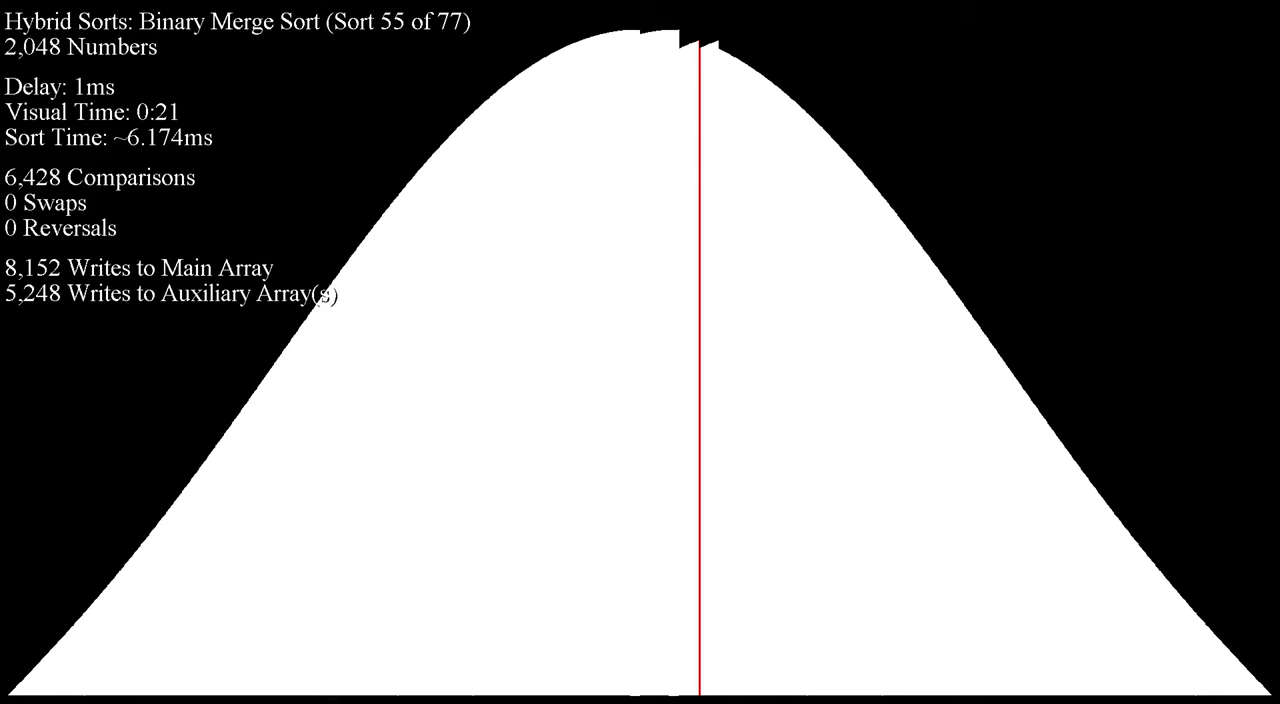 Hybrid Sorts: Binary Merge Sort (Sort 55 of 77)
2,048 Numbers
Delay: 1ms
Visual Time: 0:21
Sort Time: ~6.174ms
6,428 Comparisons
0 Swaps
0 Reversals
8,152 Writes to Main Array
5,248 Writes to Auxiliary Array(s)